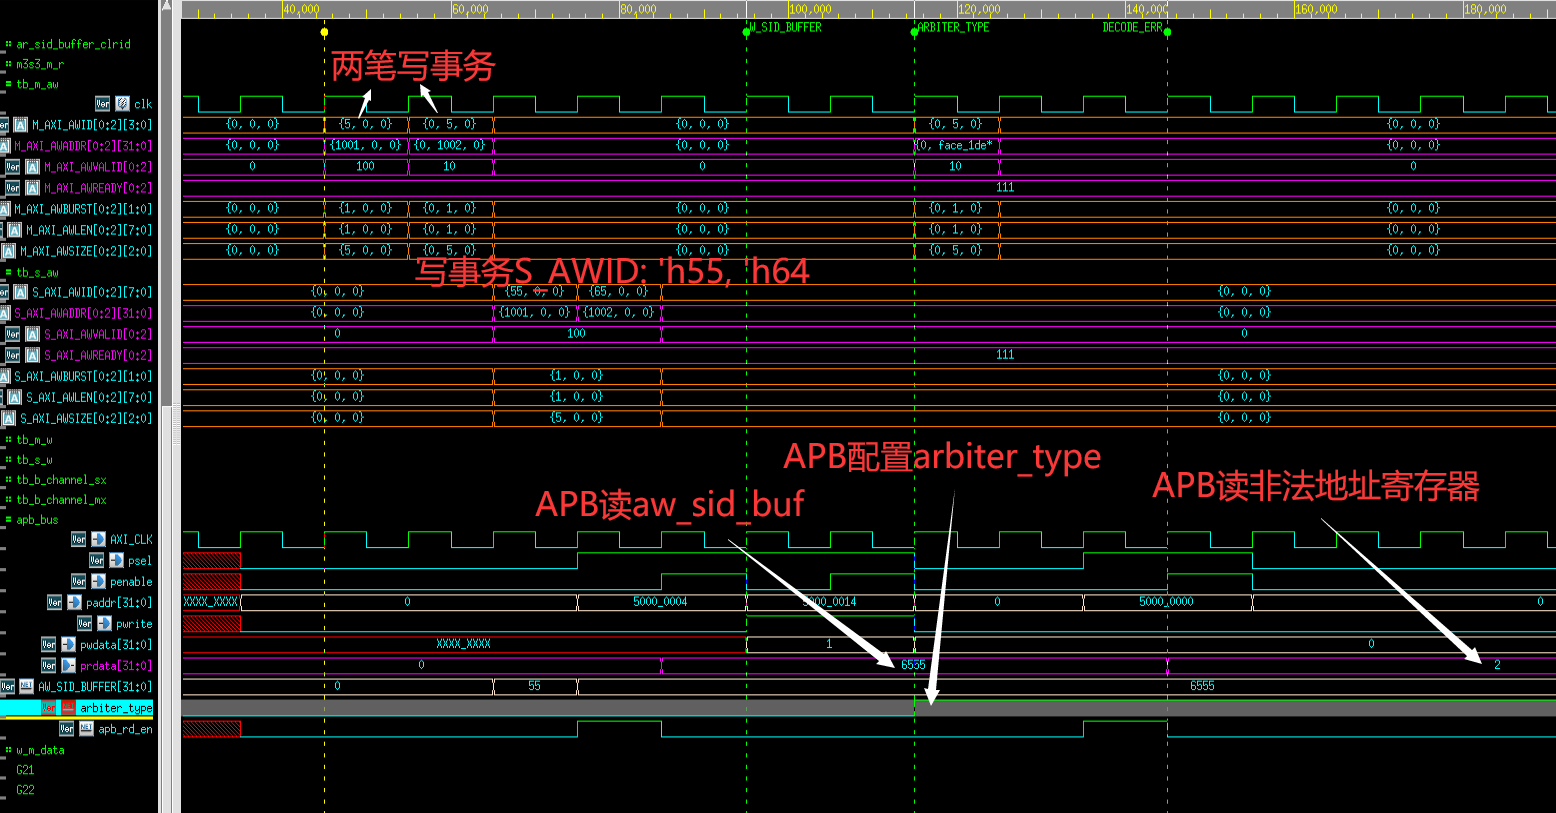 40,000 60,000 80,000 100,000 120,000 140,000 160,000 180,000
W_SID_BUFFER ARBITER_TYPE DECODE_ERR
ar_sid_buffer_clrid
m3s3_m_r
两笔写事务
tb_m_aw
clk
M_AXI_AWID[0:2][3:0] {0, 0, 0} {5, 0, 0} {0, 5, 0} {0, 0, 0} {0, 5, 0} {0, 0, 0}
M_AXI_AWADDR[0:2][31:0] {0, 0, 0} {1001, 0, 0} {0, 1002, 0} {0, 0, 0} {0, face_1de* {0, 0, 0}
M_AXI_AWVALID[0:2] 0 100 10 0 10 0
M_AXI_AWREADY[0:2] 111
M_AXI_AWBURST[0:2][1:0] {0, 0, 0} {1, 0, 0} {0, 1, 0} {0, 0, 0} {0, 1, 0} {0, 0, 0}
M_AXI_AWLEN[0:2][7:0] {0, 0, 0} {1, 0, 0} {0, 1, 0} {0, 0, 0} {0, 1, 0} {0, 0, 0}
M_AXI_AWSIZE[0:2][2:0] {0, 0, 0} {5, 0, 0} {0, 5, 0} {0, 0, 0} {0, 5, 0} {0, 0, 0}
写事务S_AWID: 'h55, 'h64
tb_s_aw
S_AXI_AWID[0:2][7:0] {0, 0, 0} {55, 0, 0} {65, 0, 0} {0, 0, 0}
S_AXI_AWADDR[0:2][31:0] {0, 0, 0} {1001, 0, 0} {1002, 0, 0} {0, 0, 0}
S_AXI_AWVALID[0:2] 0 100 0
S_AXI_AWREADY[0:2] 111
S_AXI_AWBURST[0:2][1:0] {0, 0, 0} {1, 0, 0} {0, 0, 0}
S_AXI_AWLEN[0:2][7:0] {0, 0, 0} {1, 0, 0} {0, 0, 0}
S_AXI_AWSIZE[0:2][2:0] {0, 0, 0} {5, 0, 0} {0, 0, 0}
tb_m_w
tb_s_w
APB配置arbiter_type
tb_b_channel_sx
APB读非法地址寄存器
tb_b_channel_mx
APB读aw_sid_buf
apb_bus
AXI_CLK
psel
penable
paddr[31:0] XXXX_XXXX 0 5000_0004 5000_0014 0 5000_0000 0
pwrite
pwdata[31:0] XXXX_XXXX 1 0
prdata[31:0] 0 6555 2
AW_SID_BUFFER[31:0] 0 55 6555
arbiter_type
apb_rd_en
w_m_data
G21
G22